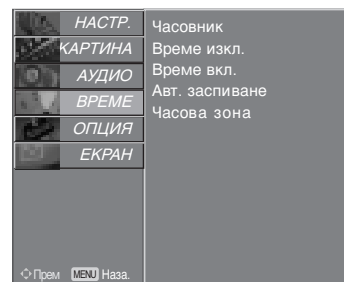 НАСТР.
КАРТИНА
АУДИО
ВРЕМЕ
ОПЦИЯ
ЕКРАН
Часовник
Време изкл.
Време вкл.
Авт. заспиване
Часова зона
Прем MENU Наза.